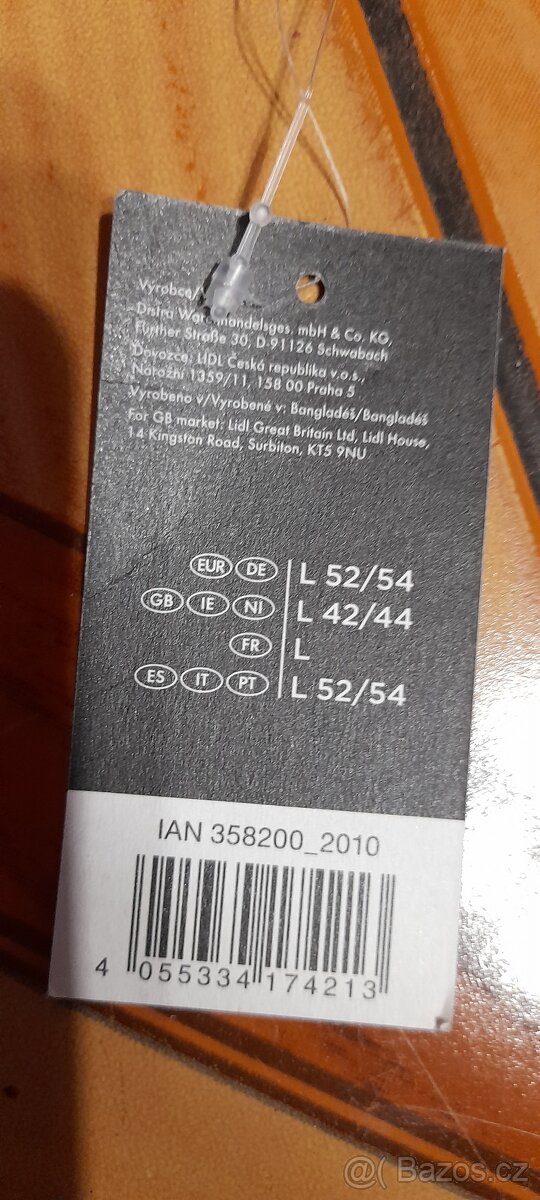 Vyrobce/
mbH & Co. KG,
Further Straße 30, D-91126 Schwabach
Dovozce: LIDL Česká republika v.o.s.,
Nárožní 1359/11, 158 00 Praha 5
Vyrobeno v/Vyrobené v: Bangladéš/Bangladéš
For GB market: Lidl Great Britain Ltd, Lidl House,
14 Kingston Road, Surbiton, KT5 9NU
EUR DE L 52/54
GB IE NI L 42/44
FR L
ES IT PT L 52/54
IAN 358200_2010
4 055334 174213
@( Bazos.cz